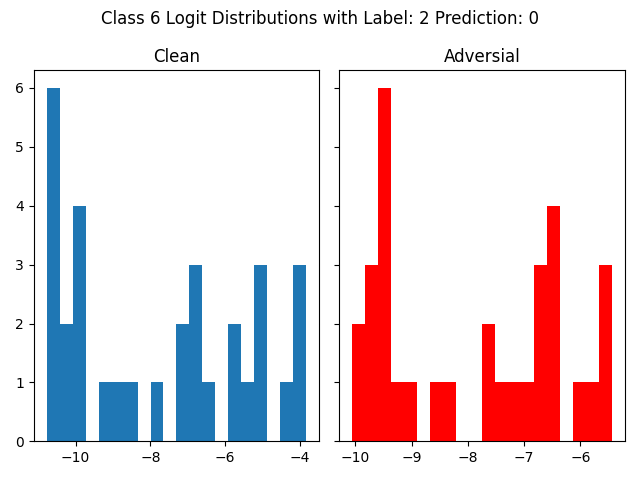 Class 6 Logit Distributions with Label: 2 Prediction: 0
Clean
Adversial
6
5
4
3
2
1
0
−10 −8 −6 −4
−10 −9 −8 −7 −6